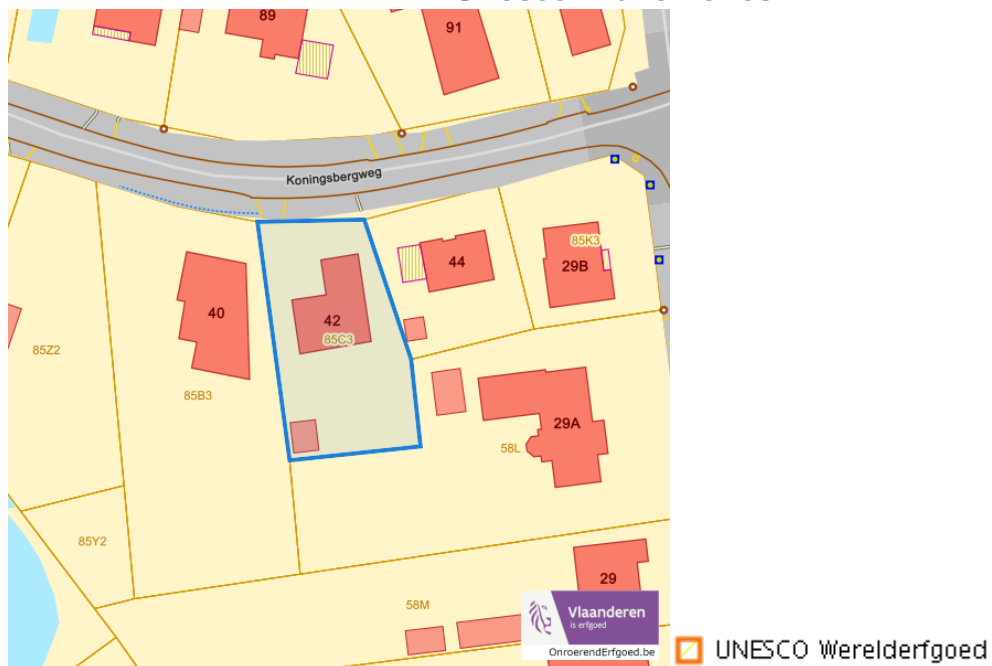 89
91
Koningsbergweg
44
85K3
29B
40
42
85C3
85Z2
85B3
29A
58L
85Y2
29
58M
Vlaanderen
is erfgoed
OnroerendErfgoed.be
UNESCO Werelderfgoed